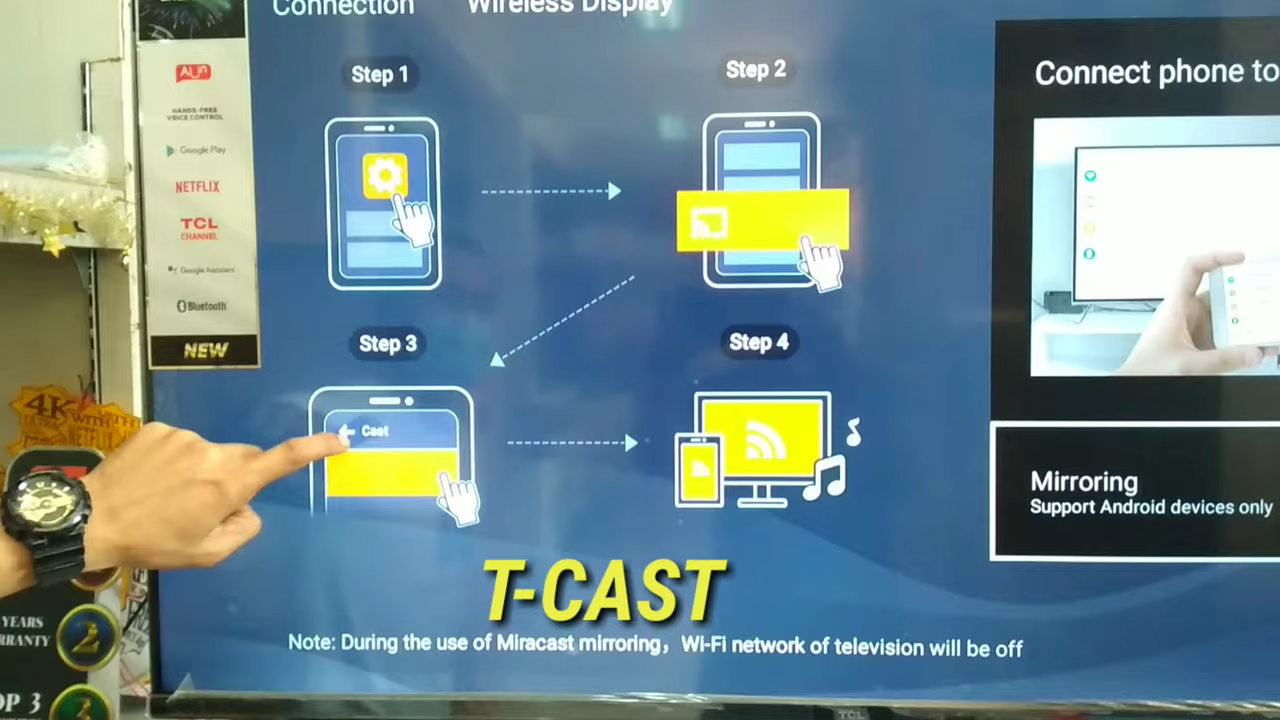 Connection
Wireless Display
Step 1
Step 2
Connect phone to
HANDS-FREE
VOICE CONTROL
Google Play
NETFLIX
TCL
CHANNEL
Google Assistant
Bluetooth
NEW
Step 3
Step 4
Cast
4K
WITH
NETFLIX
Mirroring
Support Android devices only
T-CAST
Note: During the use of Miracast mirroring, Wi-Fi network of television will be off
YEARS
2
3
TCL